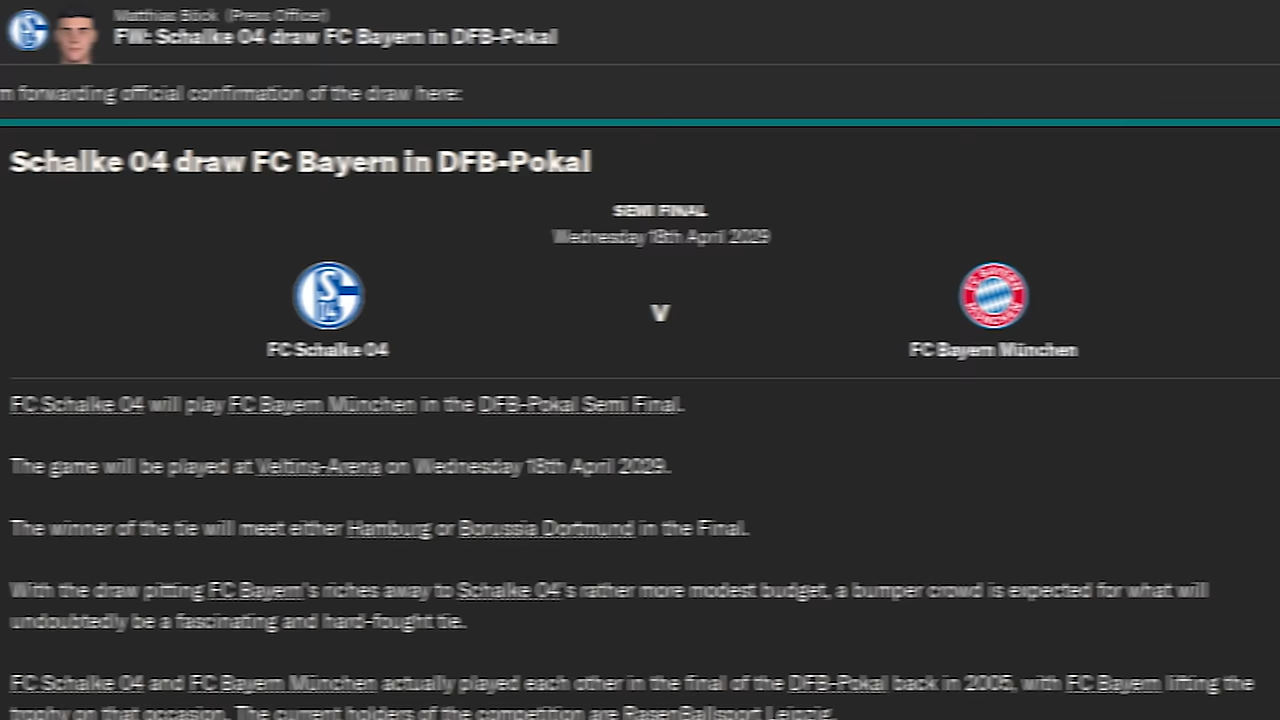 Matthias Böck (Press Officer)
FW: Schalke 04 draw FC Bayern in DFB-Pokal
m forwarding official confirmation of the draw here:
Schalke 04 draw FC Bayern in DFB-Pokal
SEMI FINAL
Wednesday 18th April 2029
FC Schalke 04
v
FC Bayern München
FC Schalke 04 will play FC Bayern München in the DFB-Pokal Semi Final.
The game will be played at Veltins-Arena on Wednesday 18th April 2029.
The winner of the tie will meet either Hamburg or Borussia Dortmund in the Final.
With the draw pitting FC Bayern's riches away to Schalke 04's rather more modest budget, a bumper crowd is expected for what will
undoubtedly be a fascinating and hard-fought tie.
FC Schalke 04 and FC Bayern München actually played each other in the final of the DFB-Pokal back in 2005, with FC Bayern lifting the
trophy on that occasion. The current holders of the competition are RasenBallsport Leipzig.